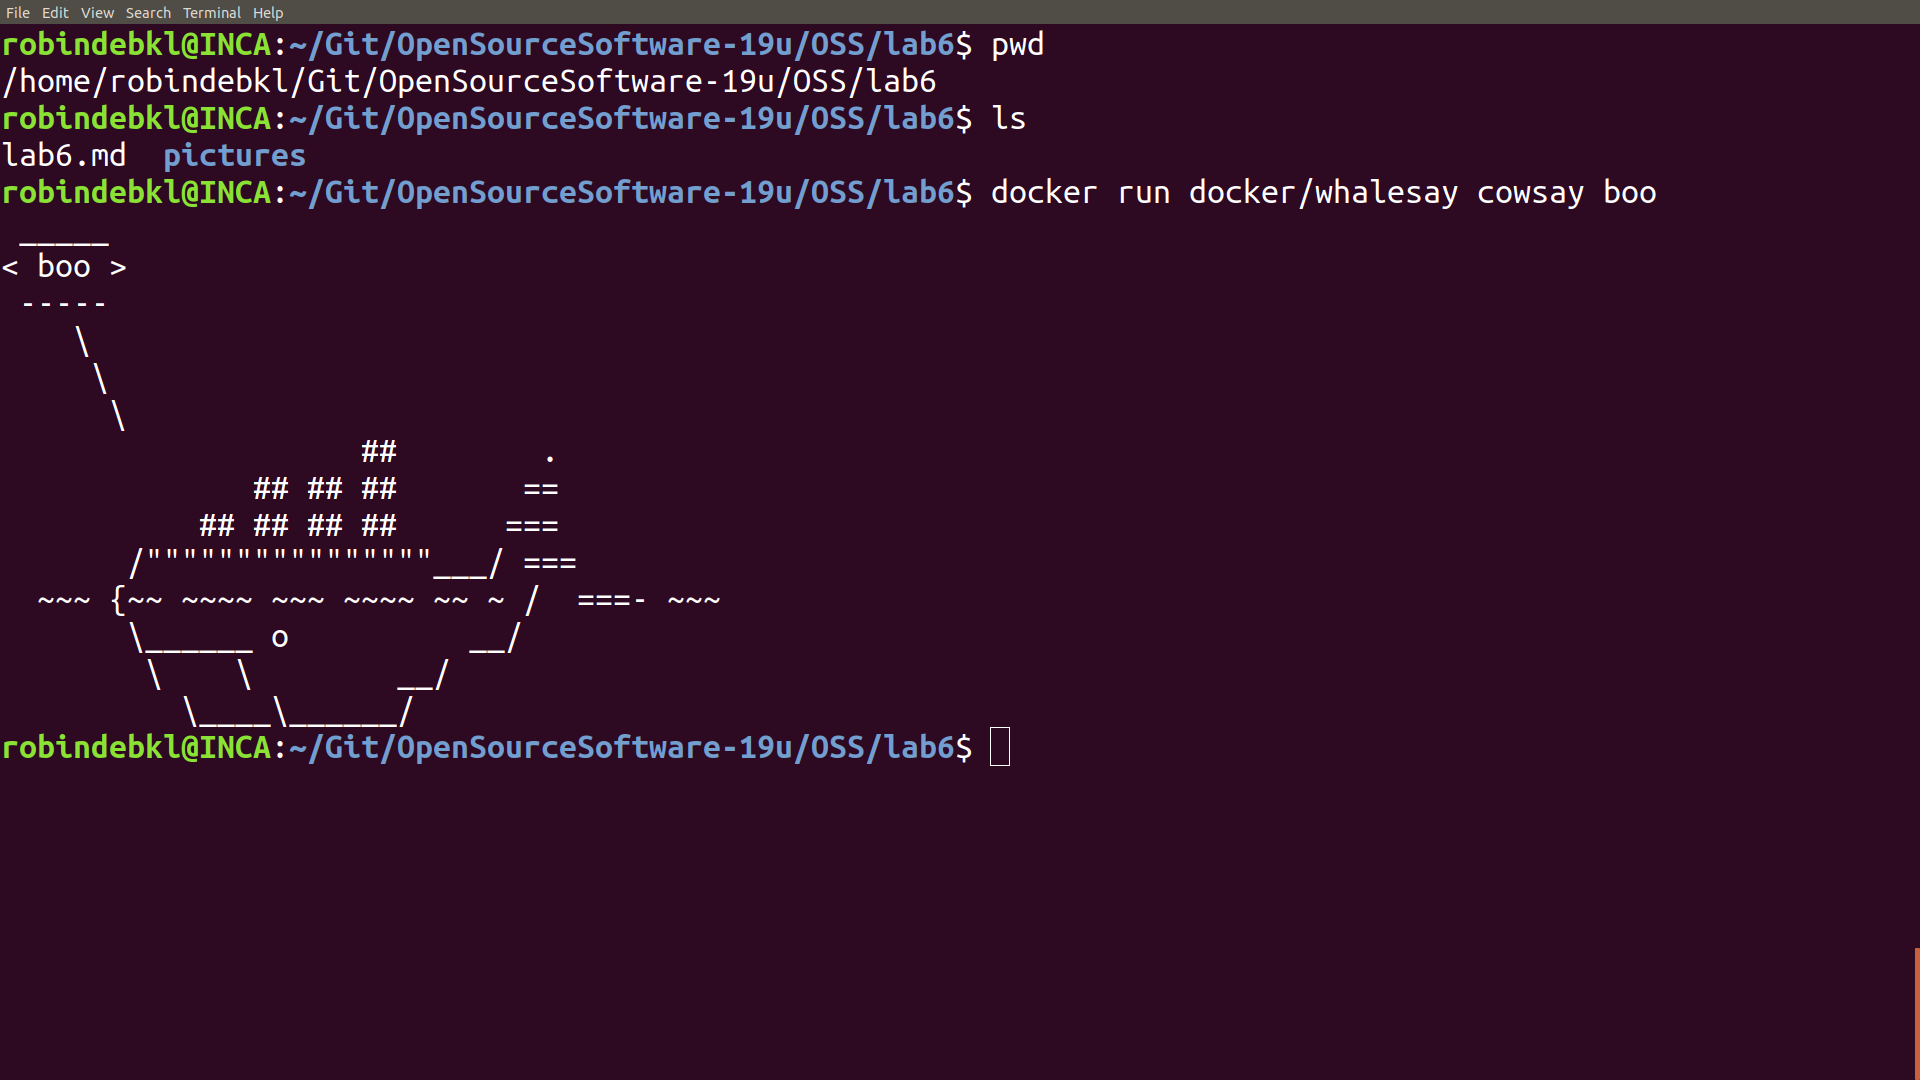 File Edit View Search Terminal Help
robindebkl@INCA:~/Git/OpenSourceSoftware-19u/OSS/lab6$ pwd
/home/robindebkl/Git/OpenSourceSoftware-19u/OSS/lab6
robindebkl@INCA:~/Git/OpenSourceSoftware-19u/OSS/lab6$ ls
lab6.md  pictures
robindebkl@INCA:~/Git/OpenSourceSoftware-19u/OSS/lab6$ docker run docker/whalesay cowsay boo
 _____
< boo >
 -----
    \
     \
      \
                    ##        .
              ## ## ##       ==
           ## ## ## ##      ===
       /""""""""""""""""___/ ===
  ~~~ {~~ ~~~~ ~~~ ~~~~ ~~ ~ /  ===- ~~~
       \______ o          __/
        \    \        __/
          \____\______/
robindebkl@INCA:~/Git/OpenSourceSoftware-19u/OSS/lab6$